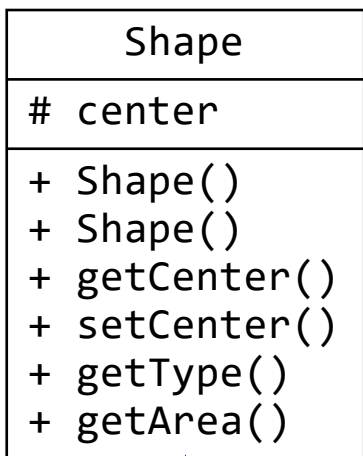 Shape
# center
+ Shape()
+ Shape()
+ getCenter()
+ setCenter()
+ getType()
+ getArea()